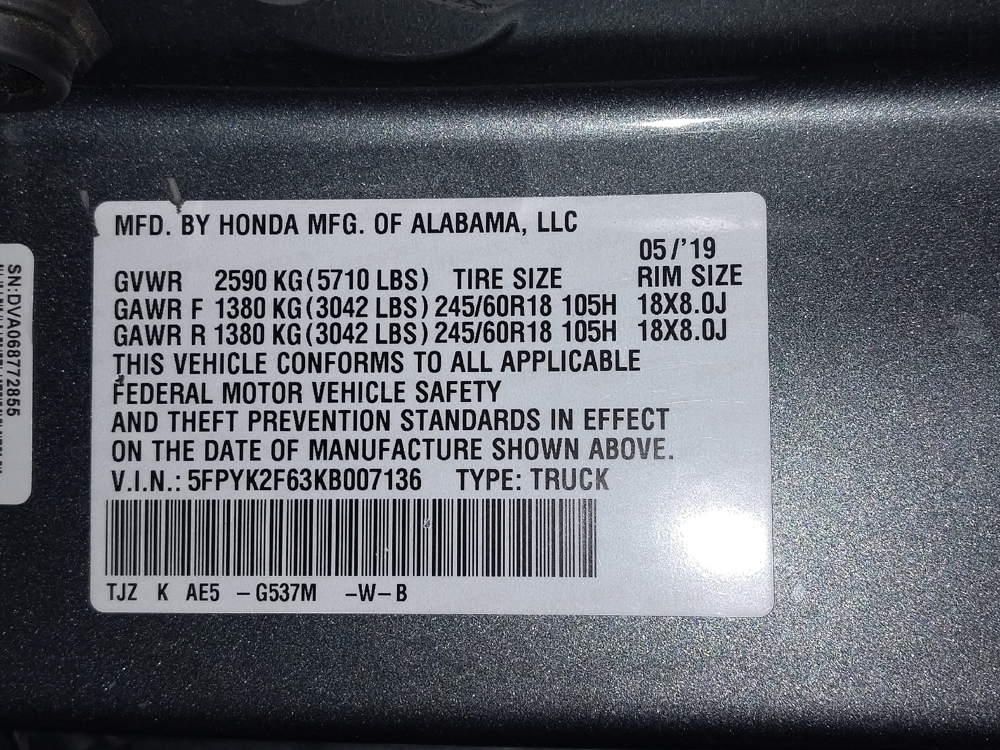 MFD. BY HONDA MFG. OF ALABAMA, LLC
05/'19
GVWR 2590 KG(5710 LBS) TIRE SIZE RIM SIZE
GAWR F 1380 KG(3042 LBS) 245/60R18 105H 18X8.0J
GAWR R 1380 KG(3042 LBS) 245/60R18 105H 18X8.0J
THIS VEHICLE CONFORMS TO ALL APPLICABLE
FEDERAL MOTOR VEHICLE SAFETY
AND THEFT PREVENTION STANDARDS IN EFFECT
ON THE DATE OF MANUFACTURE SHOWN ABOVE.
V.I.N.: 5FPYK2F63KB007136 TYPE: TRUCK
TJZ K AE5 -G537M -W-B
SN:DVA06872855